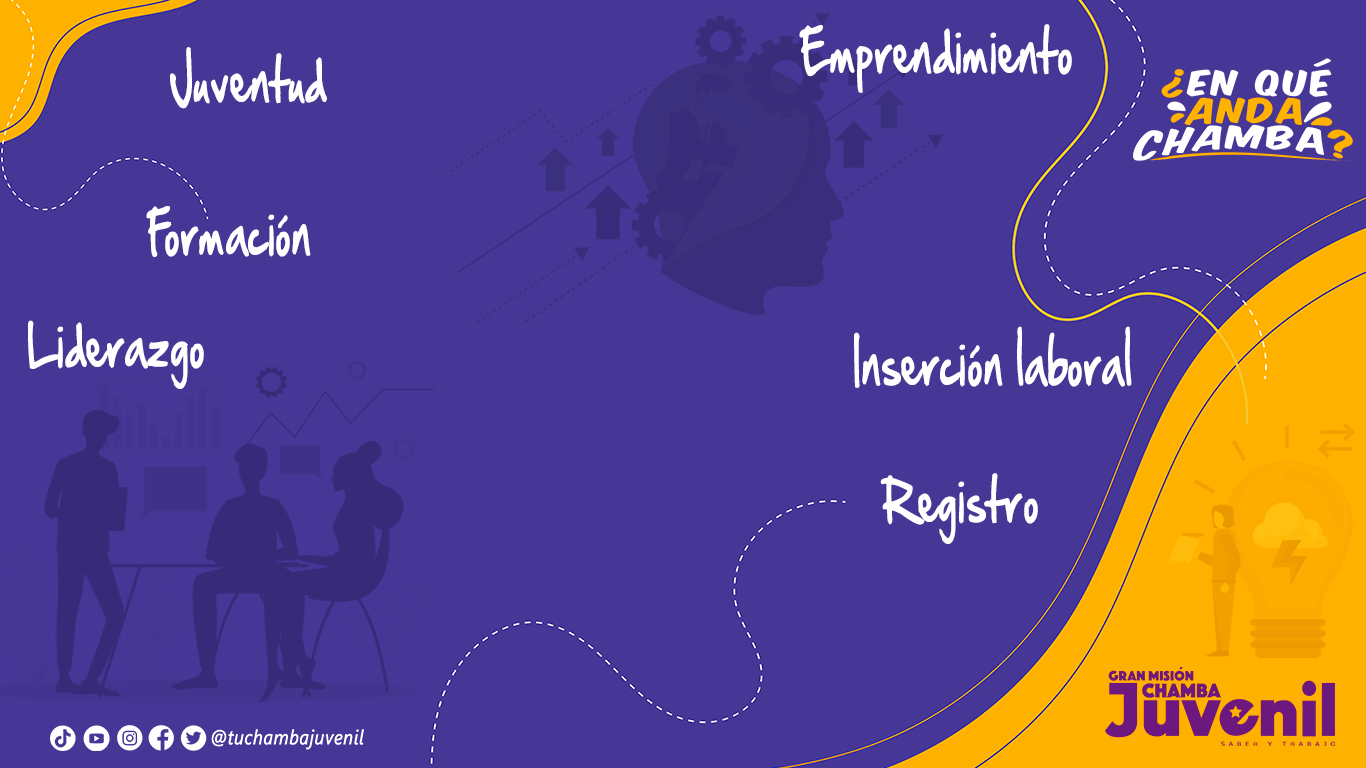 Juventud
Emprendimiento
¿EN QUÉ
ANDA
CHAMBA?
Formación
Liderazgo
Inserción laboral
Registro
GRAN MISIÓN
CHAMBA
Juvenil
SABER Y TRABAJO
@tuchambajuvenil